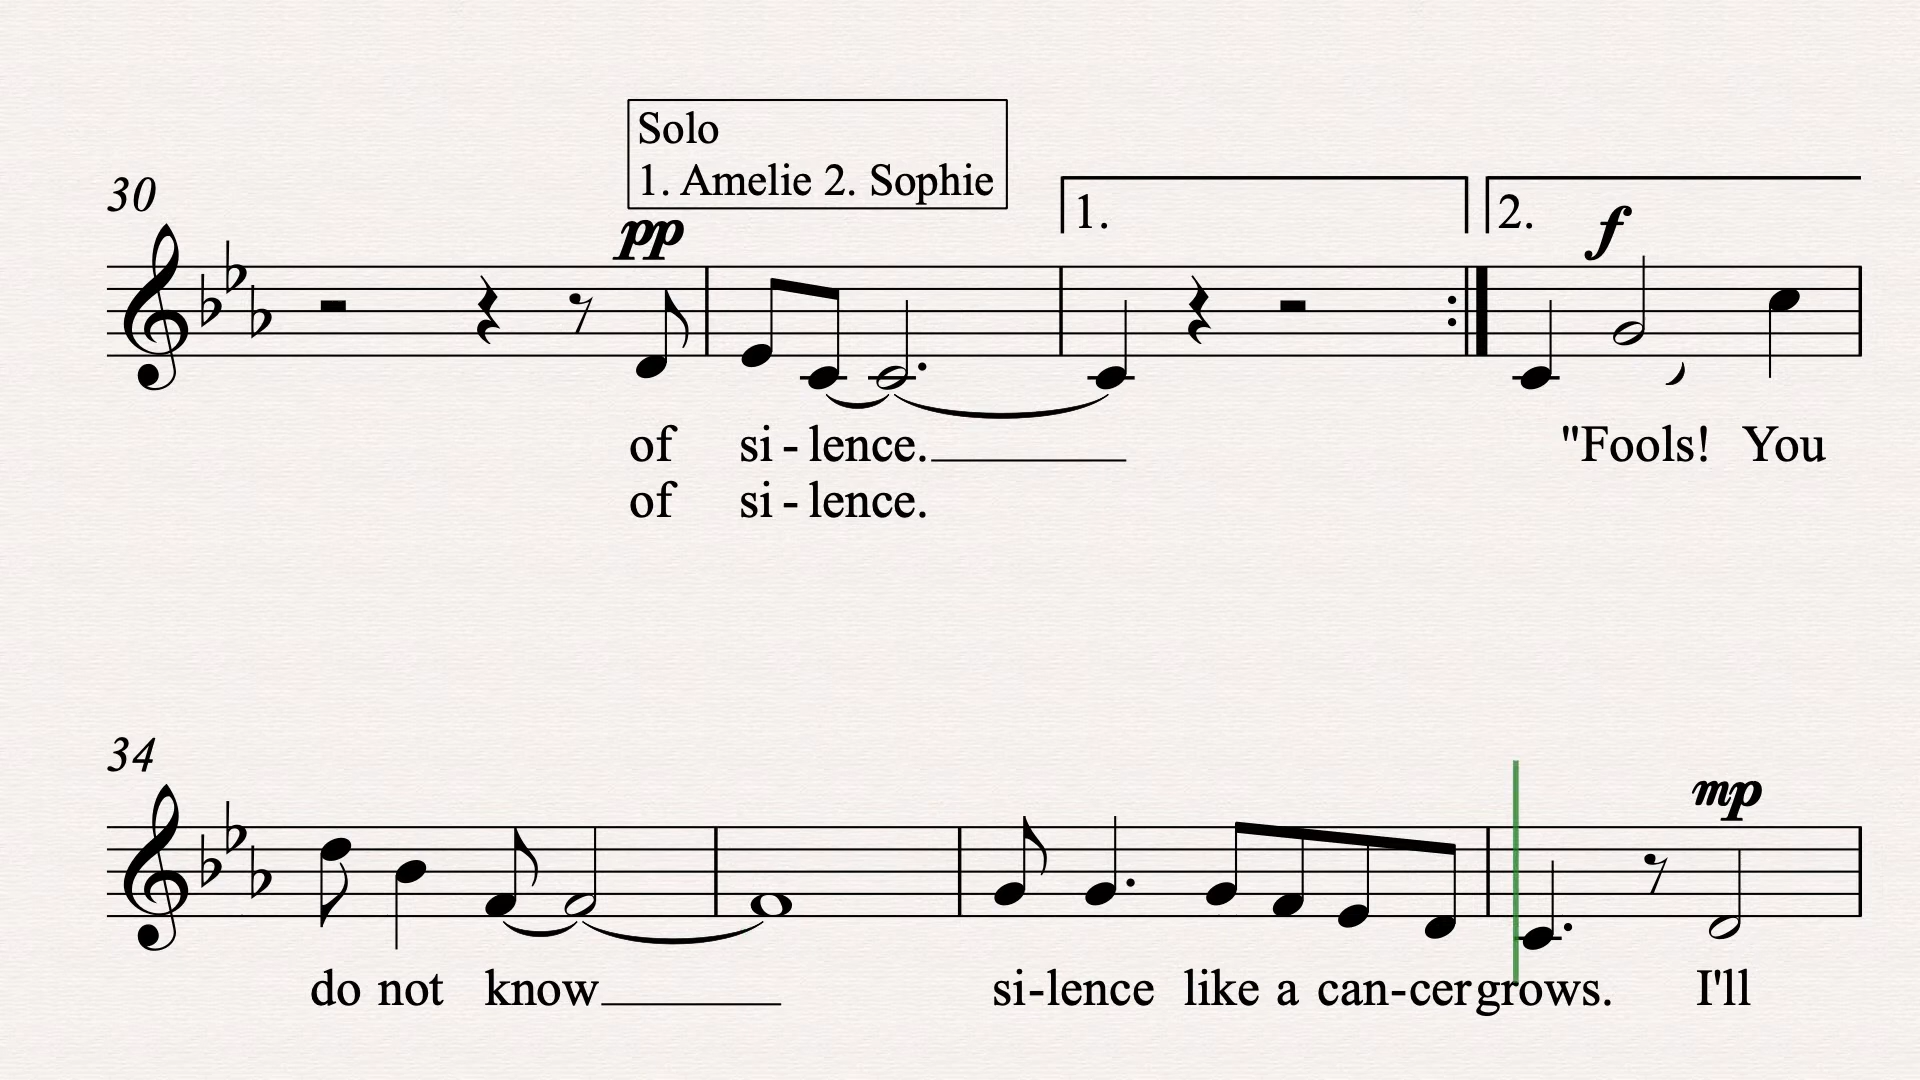 Solo
1. Amelie 2. Sophie
30
pp
1.
2.
f
of si - lence. "Fools! You
of si - lence.
34
mp
do not know si-lence like a can-cer grows. I'll